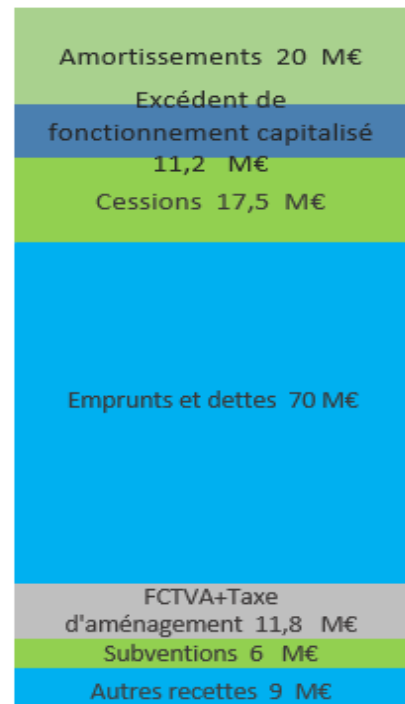 Amortissements 20 M€
Excédent de
fonctionnement capitalisé
11,2 M€
Cessions 17,5 M€
Emprunts et dettes 70 M€
FCTVA+Taxe
d'aménagement 11,8 M€
Subventions 6 M€
Autres recettes 9 M€